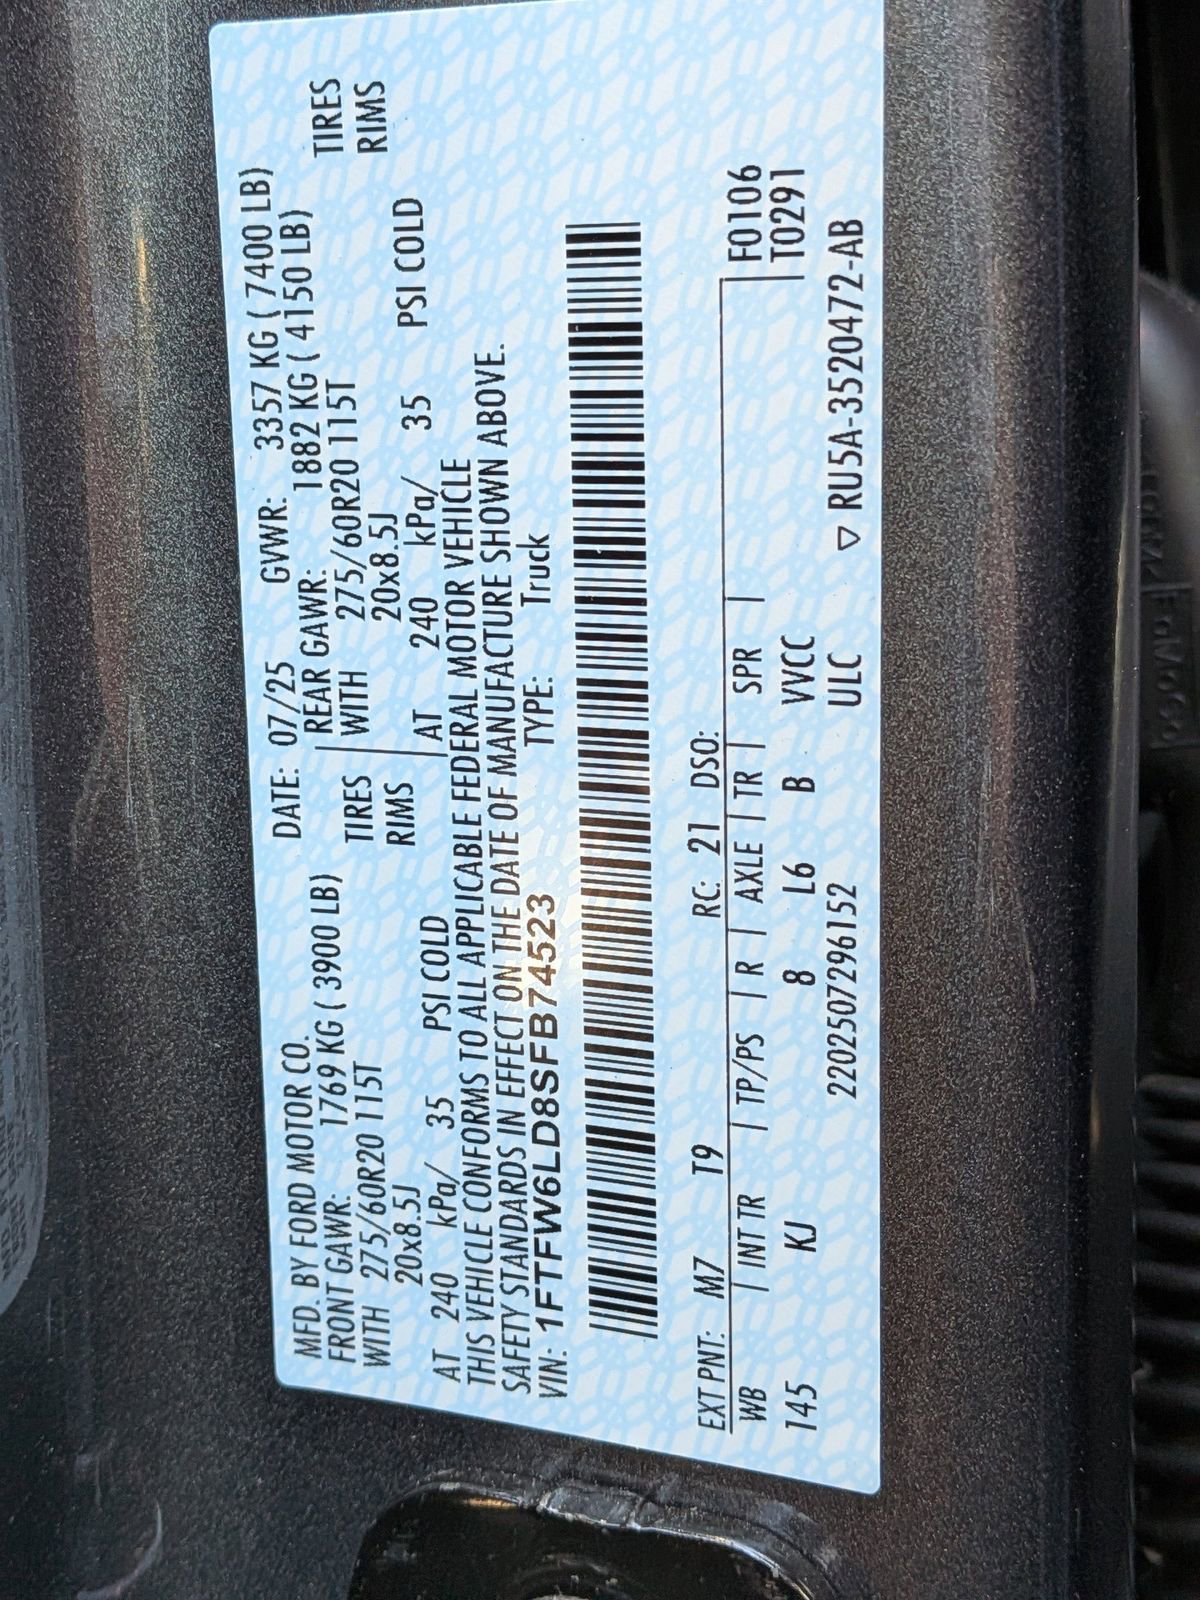 MFD. BY FORD MOTOR CO. DATE: 07/25 GVWR: 3357 KG ( 7400 LB)
FRONT GAWR: 1769 KG ( 3900 LB) REAR GAWR: 1882 KG ( 4150 LB)
WITH 275/60R20 115T TIRES WITH 275/60R20 115T TIRES
20x8.5J RIMS 20x8.5J RIMS
AT 240 kPa/ 35 PSI COLD AT 240 kPa/ 35 PSI COLD
THIS VEHICLE CONFORMS TO ALL APPLICABLE FEDERAL MOTOR VEHICLE
SAFETY STANDARDS IN EFFECT ON THE DATE OF MANUFACTURE SHOWN ABOVE.
VIN: 1FTFW6LD8SFB74523 TYPE: Truck
EXT PNT: M7 T9 RC: 21 DSO: F0106
WB | INT TR | TP/PS | R | AXLE | TR | SPR | T0291
145 KJ 8 L6 B VVCC
2202507296152 ULC ▽ RU5A-3520472-AB